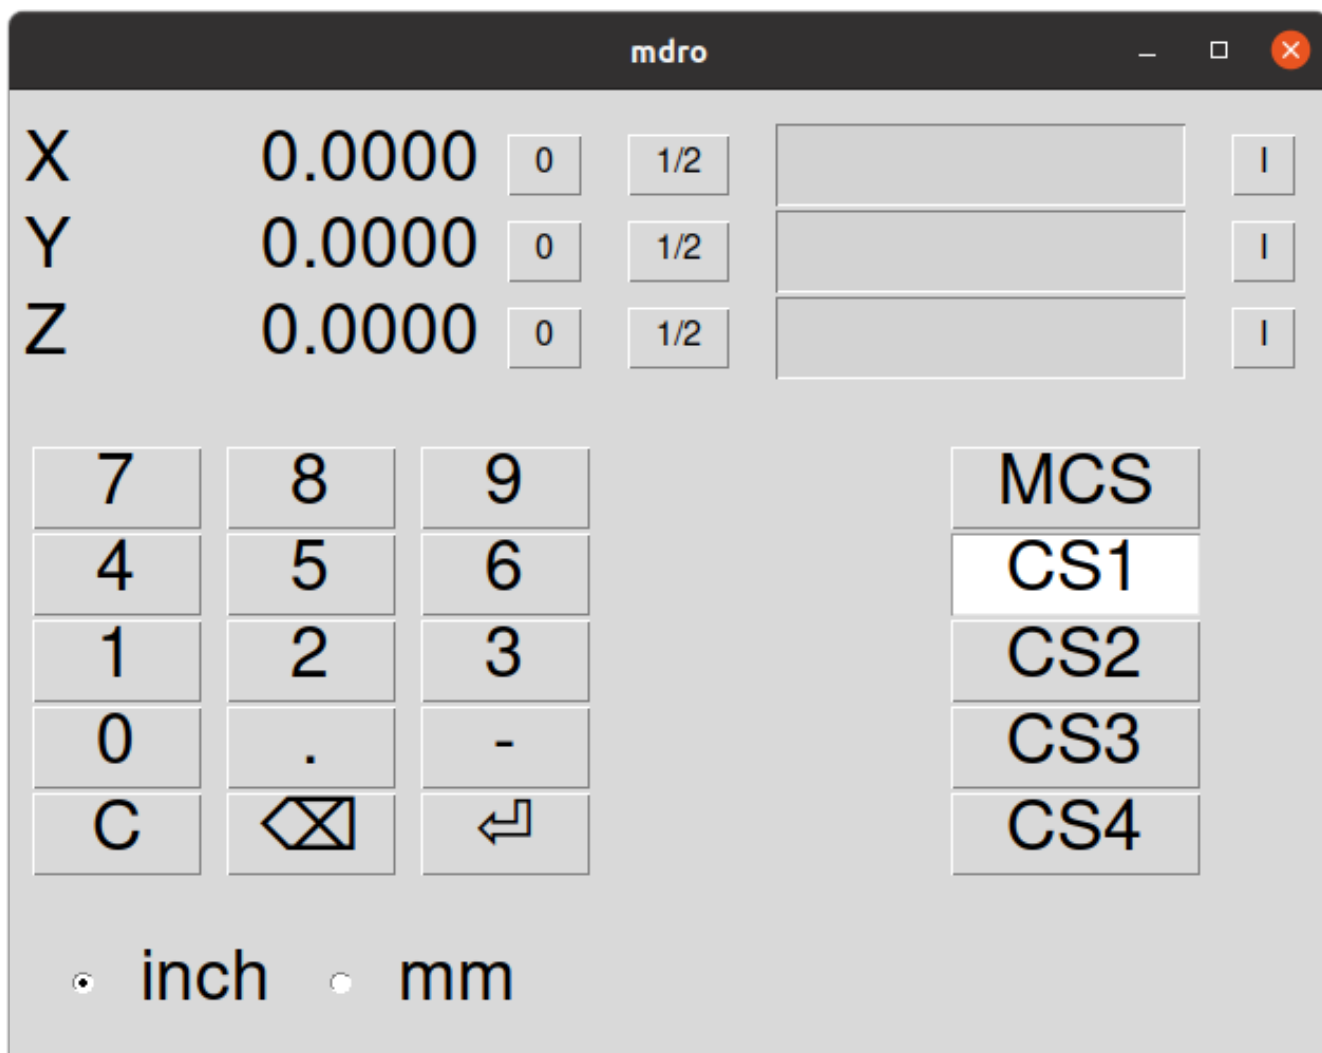 mdro
X 0.0000 0 1/2 I
Y 0.0000 0 1/2 I
Z 0.0000 0 1/2 I
7 8 9 MCS
4 5 6 CS1
1 2 3 CS2
0 . - CS3
C ⌫ ⏎ CS4
inch mm